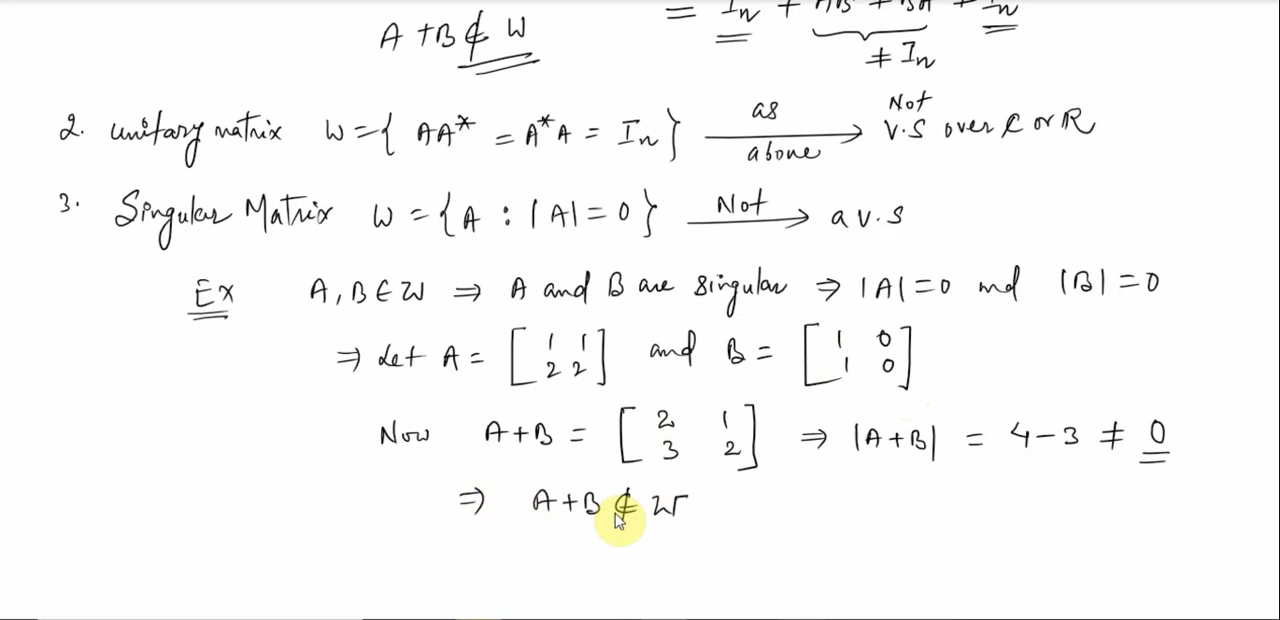 A + B ∉ W = In + AB + BA + In
≠ In
2. unitary matrix W = { AA* = A*A = In } as above → Not V.S over C or R
3. Singular Matrix W = { A : |A| = 0 } Not → a v.s
Ex A, B ∈ W ⇒ A and B are singular ⇒ |A| = 0 and |B| = 0
⇒ Let A = [ 1 1
2 2 ] and B = [ 1 0
1 0 ]
Now A+B = [ 2 1
3 2 ] ⇒ |A+B| = 4-3 ≠ 0
⇒ A+B ∉ W